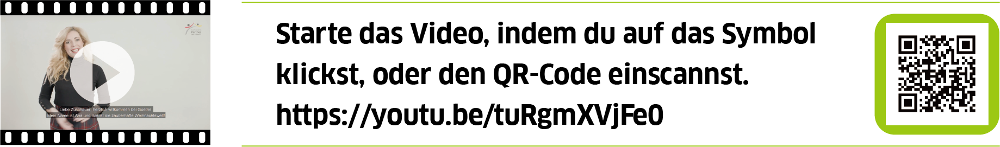 Partner
Liebe Zuschauer, herzlich willkommen bei Goethe.
Mein Name ist Ana und das ist die zauberhafte Weihnachtswelt!
Starte das Video, indem du auf das Symbol
klickst, oder den QR-Code einscannst.
https://youtu.be/tuRgmXVjFe0